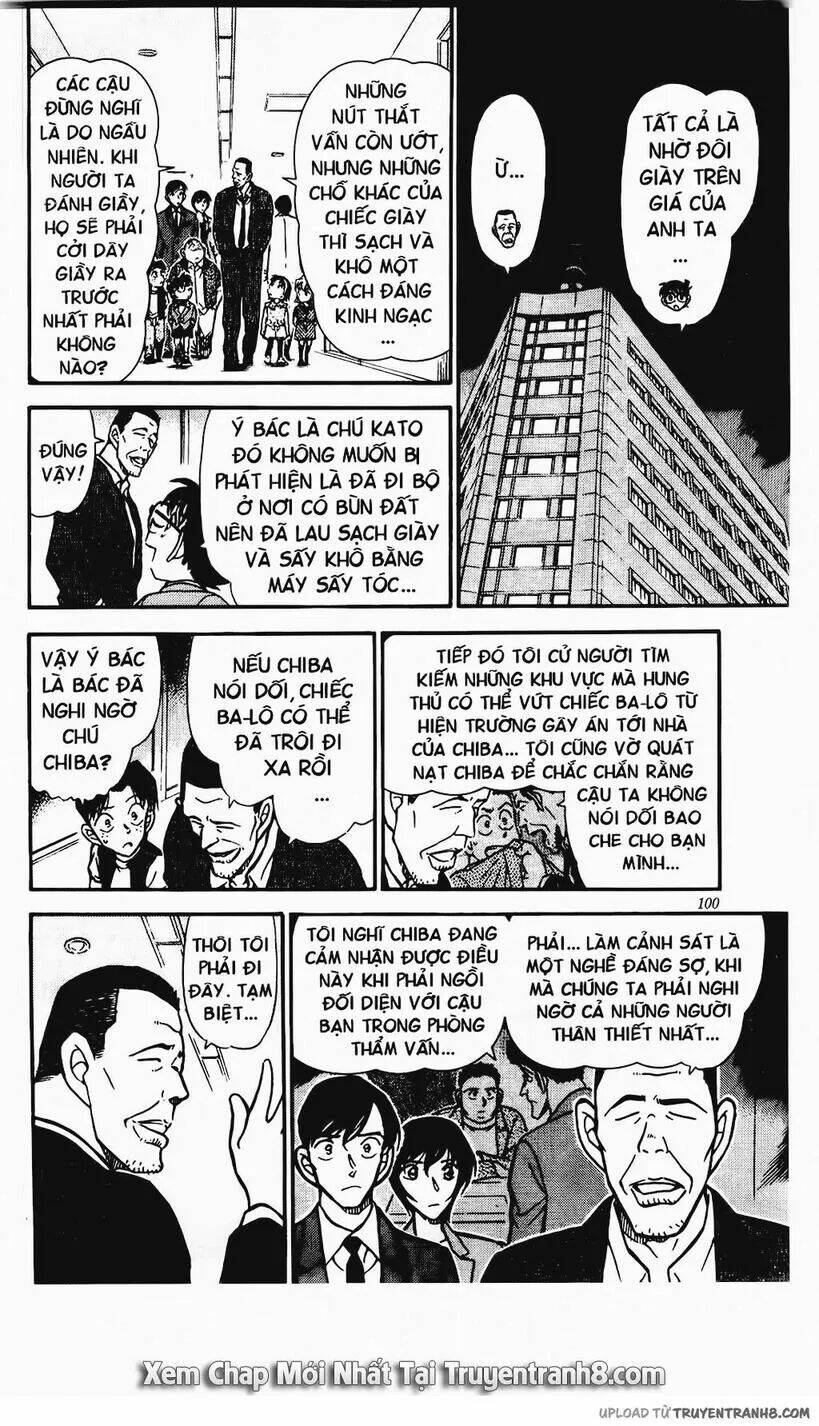 TẤT CẢ LÀ
NHỜ ĐÔI
GIÀY TRÊN
GIÁ CỦA
ANH TA
...
Ừ...
NHỮNG
NÚT THẮT
VẪN CÒN ƯỚT,
NHƯNG NHỮNG
CHỖ KHÁC CỦA
CHIẾC GIÀY
THÌ SẠCH VÀ
KHÔ MỘT
CÁCH ĐÁNG
KINH NGẠC
...
CÁC CẬU
ĐỪNG NGHĨ
LÀ DO NGẪU
NHIÊN. KHI
NGƯỜI TA
ĐÁNH GIẦY,
HỌ SẼ PHẢI
CỞI DÂY
GIẦY RA
TRƯỚC
NHẤT PHẢI
KHÔNG
NÀO?
Ý BÁC LÀ CHÚ KATO
ĐÓ KHÔNG MUỐN BỊ
PHÁT HIỆN LÀ ĐÃ ĐI BỘ
Ở NƠI CÓ BÙN ĐẤT
NÊN ĐÃ LAU SẠCH GIÀY
VÀ SẤY KHÔ BẰNG
MÁY SẤY TÓC...
ĐÚNG
VẬY!
TIẾP ĐÓ TÔI CỬ NGƯỜI TÌM
KIẾM NHỮNG KHU VỰC MÀ HUNG
THỦ CÓ THỂ VỨT CHIẾC BA-LÔ TỪ
HIỆN TRƯỜNG GÂY ÁN TỚI NHÀ
CỦA CHIBA... TÔI CŨNG VỜ QUÁT
NẠT CHIBA ĐỂ CHẮC CHẮN RẰNG
CẬU TA KHÔNG
NÓI DỐI BAO
CHE CHO BẠN
MÌNH...
NẾU CHIBA
NÓI DỐI, CHIẾC
BA-LÔ CÓ THỂ
ĐÃ TRÔI ĐI
XA RỒI
...
VẬY Ý BÁC
LÀ BÁC ĐÃ
NGHI NGỜ
CHÚ
CHIBA?
100
PHẢI... LÀM CẢNH SÁT LÀ
MỘT NGHỀ ĐÁNG SỢ, KHI
MÀ CHÚNG TA PHẢI NGHI
NGỜ CẢ NHỮNG NGƯỜI
THÂN THIẾT NHẤT...
TÔI NGHĨ CHIBA ĐANG
CẢM NHẬN ĐƯỢC ĐIỀU
NÀY KHI PHẢI NGỒI
ĐỐI DIỆN VỚI CẬU
BẠN TRONG PHÒNG
THẨM VẤN...
THÔI TÔI
PHẢI ĐI
ĐÂY. TẠM
BIỆT...
Xem Chap Mới Nhất Tại Truyentranh8.com
UPLOAD TỪ TRUYENTRANH8.COM